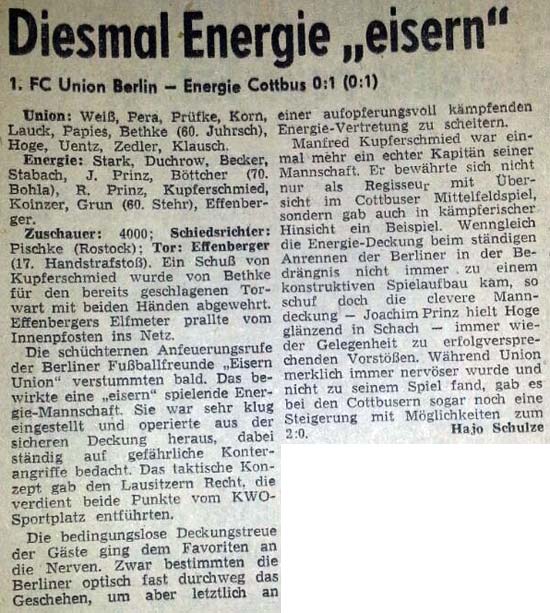 Diesmal Energie „eisern“
1. FC Union Berlin — Energie Cottbus 0:1 (0:1)
Union: Weiß, Pera, Prüfke, Korn,
Lauck, Papies, Bethke (60. Juhrsch),
Hoge, Uentz, Zedler, Klausch.
Energie: Stark, Duchrow, Becker,
Stabach, J. Prinz, Böttcher (70.
Bohla), R. Prinz, Kupferschmied,
Koinzer, Grun (60. Stehr), Effenber-
ger.
Zuschauer: 4000; Schiedsrichter:
Pischke (Rostock); Tor: Effenberger
(17. Handstrafstoß). Ein Schuß von
Kupferschmied wurde von Bethke
für den bereits geschlagenen Tor-
wart mit beiden Händen abgewehrt.
Effenbergers Elfmeter prallte vom
Innenpfosten ins Netz.
Die schüchternen Anfeuerungsrufe
der Berliner Fußballfreunde „Eisern
Union“ verstummten bald. Das be-
wirkte eine „eisern“ spielende Ener-
gie-Mannschaft. Sie war sehr klug
eingestellt und operierte aus der
sicheren Deckung heraus, dabei
ständig auf gefährliche Konter-
angriffe bedacht. Das taktische Kon-
zept gab den Lausitzern Recht, die
verdient beide Punkte vom KWO-
Sportplatz entführten.
Die bedingungslose Deckungstreue
der Gäste ging dem Favoriten an
die Nerven. Zwar bestimmten die
Berliner optisch fast durchweg das
Geschehen, um aber letztlich an
einer aufopferungsvoll kämpfenden
Energie-Vertretung zu scheitern.
Manfred Kupferschmied war ein-
mal mehr ein echter Kapitän seiner
Mannschaft. Er bewährte sich nicht
nur als Regisseur mit Über-
sicht im Cottbuser Mittelfeldspiel,
sondern gab auch in kämpferischer
Hinsicht ein Beispiel. Wenngleich
die Energie-Deckung beim ständigen
Anrennen der Berliner in der Be-
drängnis nicht immer zu einem
konstruktiven Spielaufbau kam, so
schuf doch die clevere Mann-
deckung — Joachim Prinz hielt Hoge
glänzend in Schach — immer wie-
der Gelegenheit zu erfolgverspre-
chenden Vorstößen. Während Union
merklich immer nervöser wurde und
nicht zu seinem Spiel fand, gab es
bei den Cottbusern sogar noch eine
Steigerung mit Möglichkeiten zum
2:0. Hajo Schulze